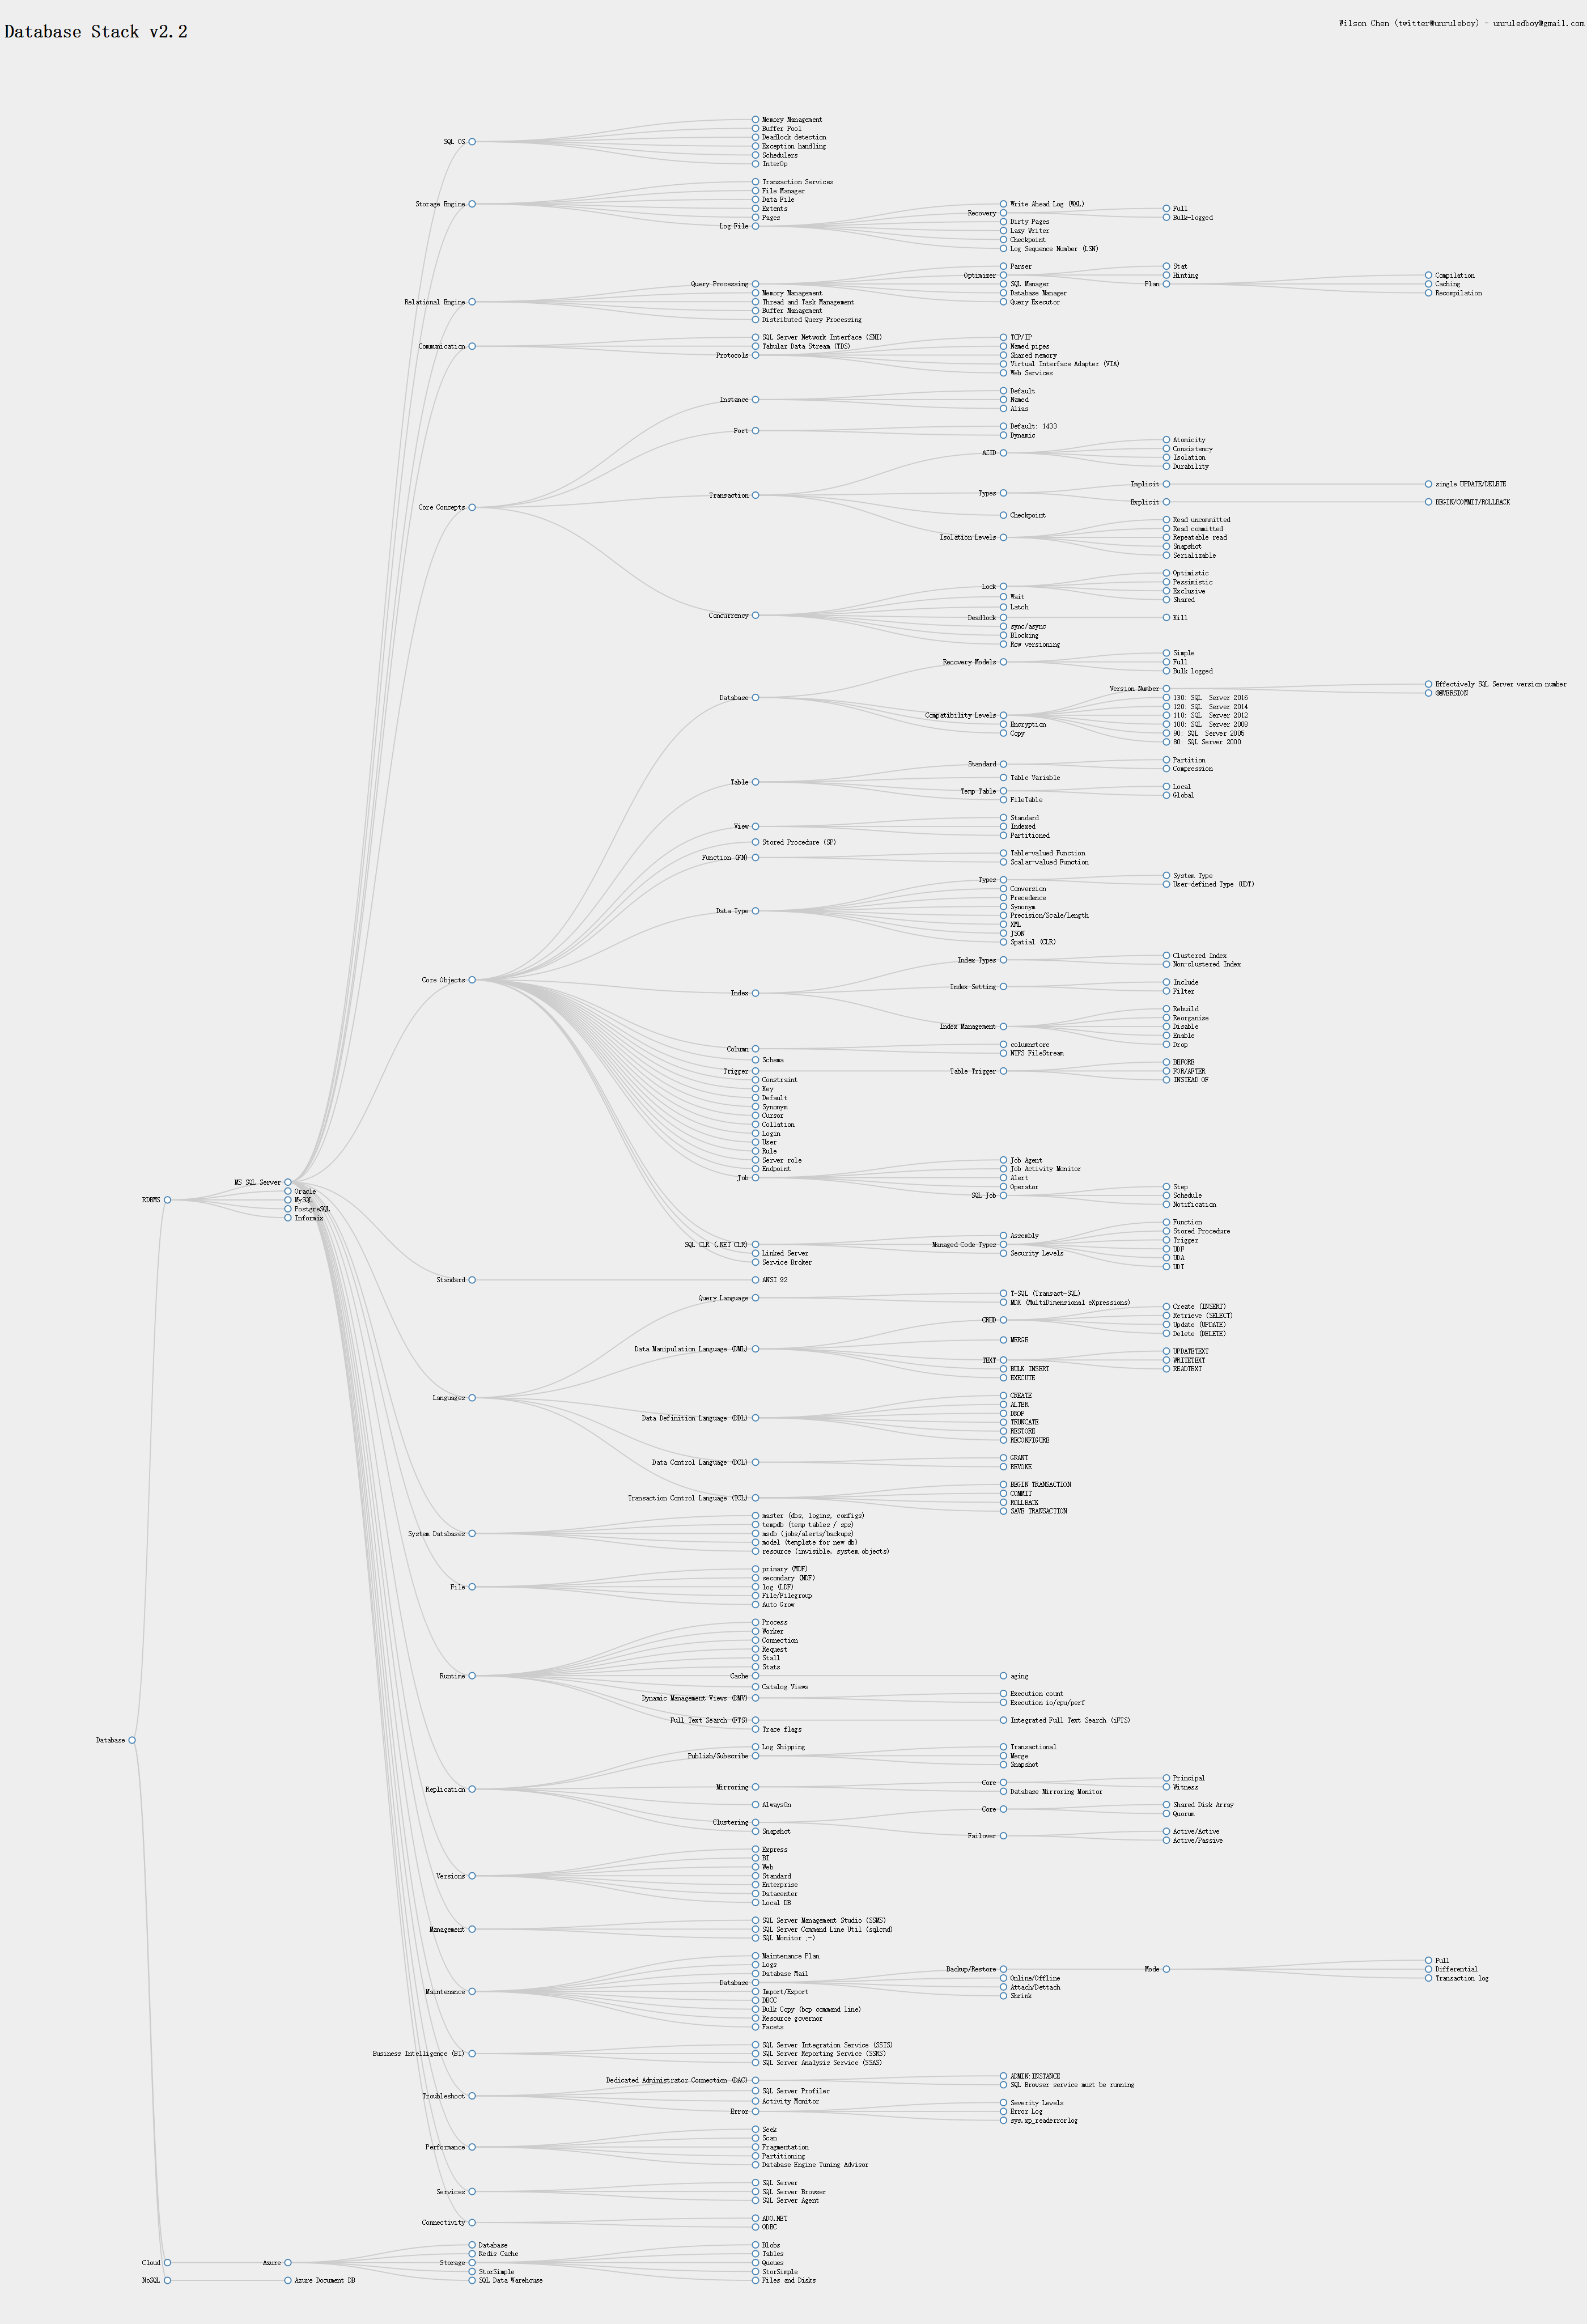 Database Stack v2.2
Wilson Chen (twitter@unruleboy) - unruledboy@gmail.com
Database
RDBMS
MS SQL Server
SQL OS
Memory Management
Buffer Pool
Deadlock detection
Exception handling
Schedulers
InterOp
Storage Engine
Transaction Services
File Manager
Data File
Extents
Pages
Log File
Write Ahead Log (WAL)
Recovery
Full
Bulk-logged
Dirty Pages
Lazy Writer
Checkpoint
Log Sequence Number (LSN)
Relational Engine
Query Processing
Parser
Optimizer
Stat
Hinting
Plan
Compilation
Caching
Recompilation
SQL Manager
Database Manager
Query Executor
Memory Management
Thread and Task Management
Buffer Management
Distributed Query Processing
Communication
SQL Server Network Interface (SNI)
Tabular Data Stream (TDS)
Protocols
TCP/IP
Named pipes
Shared memory
Virtual Interface Adapter (VIA)
Web Services
Core Concepts
Instance
Default
Named
Alias
Port
Default: 1433
Dynamic
Transaction
ACID
Atomicity
Consistency
Isolation
Durability
Types
Implicit
single UPDATE/DELETE
Explicit
BEGIN/COMMIT/ROLLBACK
Checkpoint
Isolation Levels
Read uncommitted
Read committed
Repeatable read
Snapshot
Serializable
Concurrency
Lock
Optimistic
Pessimistic
Exclusive
Shared
Wait
Latch
Deadlock
Kill
sync/async
Blocking
Row versioning
Core Objects
Database
Recovery Models
Simple
Full
Bulk logged
Compatibility Levels
Version Number
Effectively SQL Server version number
@@VERSION
130: SQL  Server 2016
120: SQL  Server 2014
110: SQL  Server 2012
100: SQL  Server 2008
90: SQL  Server 2005
80: SQL Server 2000
Encryption
Copy
Table
Standard
Partition
Compression
Table Variable
Temp Table
Local
Global
FileTable
View
Standard
Indexed
Partitioned
Stored Procedure (SP)
Function (FN)
Table-valued Function
Scalar-valued Function
Data Type
Types
System Type
User-defined Type (UDT)
Conversion
Precedence
Synonym
Precision/Scale/Length
XML
JSON
Spatial (CLR)
Index
Index Types
Clustered Index
Non-clustered Index
Index Setting
Include
Filter
Index Management
Rebuild
Reorganise
Disable
Enable
Drop
Column
columnstore
NTFS FileStream
Schema
Trigger
Table Trigger
BEFORE
FOR/AFTER
INSTEAD OF
Constraint
Key
Default
Synonym
Cursor
Collation
Login
User
Rule
Server role
Endpoint
Job
Job Agent
Job Activity Monitor
Alert
Operator
SQL Job
Step
Schedule
Notification
SQL CLR (.NET CLR)
Assembly
Managed Code Types
Function
Stored Procedure
Trigger
UDF
UDA
UDT
Security Levels
Linked Server
Service Broker
Standard
ANSI 92
Languages
Query Language
T-SQL (Transact-SQL)
MDX (MultiDimensional eXpressions)
Data Manipulation Language (DML)
CRUD
Create (INSERT)
Retrieve (SELECT)
Update (UPDATE)
Delete (DELETE)
MERGE
TEXT
UPDATETEXT
WRITETEXT
READTEXT
BULK INSERT
EXECUTE
Data Definition Language (DDL)
CREATE
ALTER
DROP
TRUNCATE
RESTORE
RECONFIGURE
Data Control Language (DCL)
GRANT
REVOKE
Transaction Control Language (TCL)
BEGIN TRANSACTION
COMMIT
ROLLBACK
SAVE TRANSACTION
System Databases
master (dbs, logins, configs)
tempdb (temp tables / sps)
msdb (jobs/alerts/backups)
model (template for new db)
resource (invisible, system objects)
File
primary (MDF)
secondary (NDF)
log (LDF)
File/Filegroup
Auto Grow
Runtime
Process
Worker
Connection
Request
Stall
Stats
Cache
aging
Catalog Views
Dynamic Management Views (DMV)
Execution count
Execution io/cpu/perf
Full Text Search (FTS)
Integrated Full Text Search (iFTS)
Trace flags
Replication
Log Shipping
Publish/Subscribe
Transactional
Merge
Snapshot
Mirroring
Core
Principal
Witness
Database Mirroring Monitor
AlwaysOn
Clustering
Core
Shared Disk Array
Quorum
Failover
Active/Active
Active/Passive
Snapshot
Versions
Express
BI
Web
Standard
Enterprise
Datacenter
Local DB
Management
SQL Server Management Studio (SSMS)
SQL Server Command Line Util (sqlcmd)
SQL Monitor ;-)
Maintenance
Maintenance Plan
Logs
Database Mail
Database
Backup/Restore
Mode
Full
Differential
Transaction log
Online/Offline
Attach/Dettach
Shrink
Import/Export
DBCC
Bulk Copy (bcp command line)
Resource governor
Facets
Business Intelligence (BI)
SQL Server Integration Service (SSIS)
SQL Server Reporting Service (SSRS)
SQL Server Analysis Service (SSAS)
Troubleshoot
Dedicated Administrator Connection (DAC)
ADMIN:INSTANCE
SQL Browser service must be running
SQL Server Profiler
Activity Monitor
Error
Severity Levels
Error Log
sys.xp_readerrorlog
Performance
Seek
Scan
Fragmentation
Partitioning
Database Engine Tuning Advisor
Services
SQL Server
SQL Server Browser
SQL Server Agent
Connectivity
ADO.NET
ODBC
Oracle
MySQL
PostgreSQL
Informix
Cloud
Azure
Database
Redis Cache
Storage
Blobs
Tables
Queues
StorSimple
Files and Disks
StorSimple
SQL Data Warehouse
NoSQL
Azure Document DB